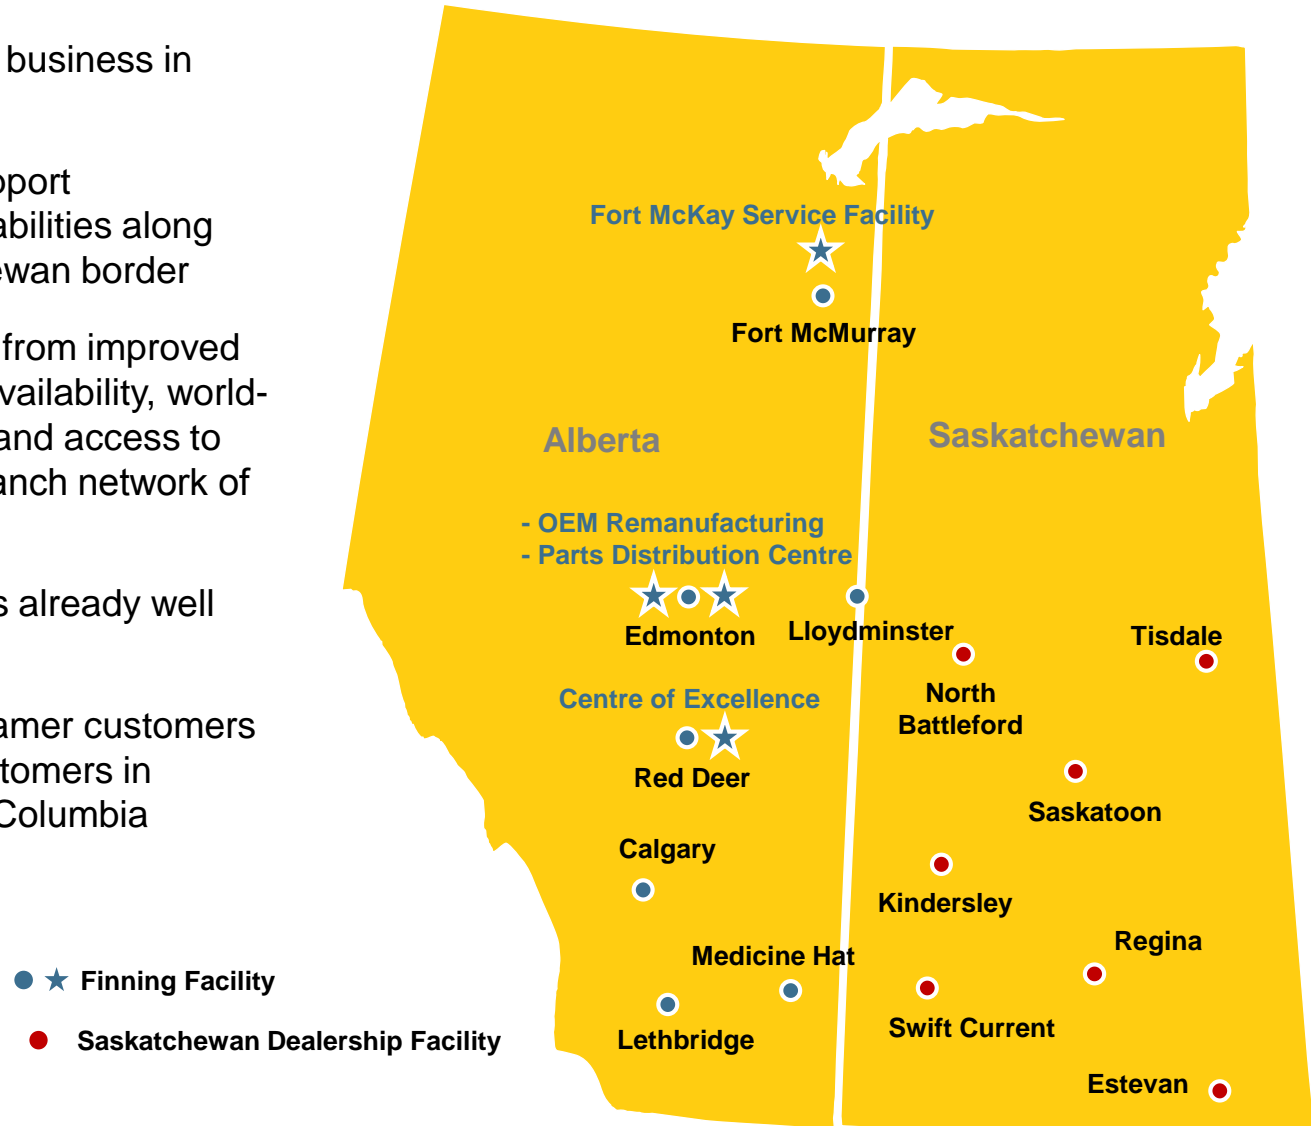 business in
abilities along
ewan border
from improved
vailability, world-
and access to
anch network of
s already well
amer customers
tomers in
Columbia
Fort McKay Service Facility
Fort McMurray
Alberta
Saskatchewan
- OEM Remanufacturing
- Parts Distribution Centre
Edmonton
Lloydminster
Tisdale
North
Battleford
Centre of Excellence
Red Deer
Saskatoon
Calgary
Kindersley
Regina
Medicine Hat
Swift Current
Lethbridge
Estevan
Finning Facility
Saskatchewan Dealership Facility